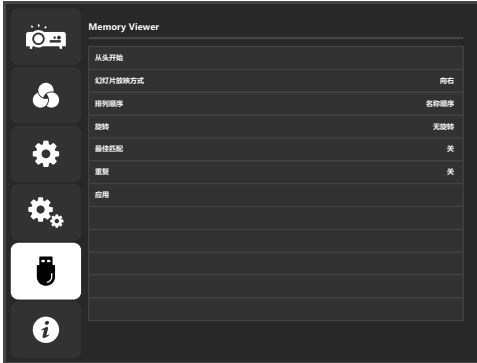 Memory Viewer
从头开始
幻灯片放映方式 向右
排列顺序 名称顺序
旋转 无旋转
最佳匹配 关
重复 关
应用